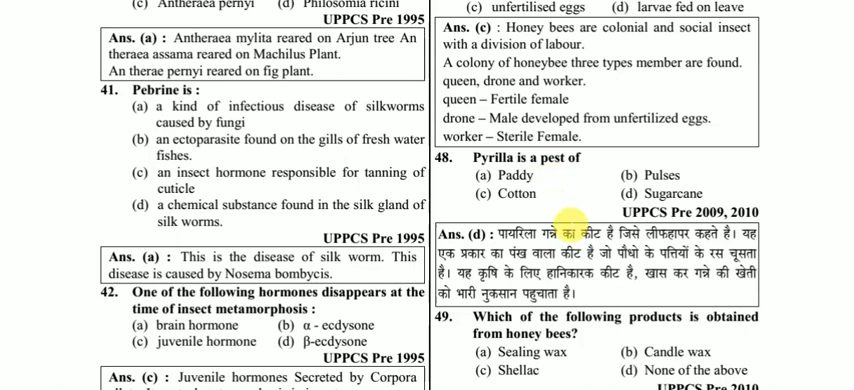 (c) Antheraea pernyi (d) Philosomia ricini
UPPCS Pre 1995
Ans. (a) : Antheraea mylita reared on Arjun tree An
theraea assama reared on Machilus Plant.
An therae pernyi reared on fig plant.
41. Pebrine is :
(a) a kind of infectious disease of silkworms
caused by fungi
(b) an ectoparasite found on the gills of fresh water
fishes.
(c) an insect hormone responsible for tanning of
cuticle
(d) a chemical substance found in the silk gland of
silk worms.
UPPCS Pre 1995
Ans. (a) : This is the disease of silk worm. This
disease is caused by Nosema bombycis.
42. One of the following hormones disappears at the
time of insect metamorphosis :
(a) brain hormone (b) α - ecdysone
(c) juvenile hormone (d) β-ecdysone
UPPCS Pre 1995
Ans. (c) : Juvenile hormones Secreted by Corpora
(c) unfertilised eggs (d) larvae fed on leave
Ans. (c) : Honey bees are colonial and social insect
with a division of labour.
A colony of honeybee three types member are found.
queen, drone and worker.
queen – Fertile female
drone – Male developed from unfertilized eggs.
worker – Sterile Female.
48. Pyrilla is a pest of
(a) Paddy (b) Pulses
(c) Cotton (d) Sugarcane
UPPCS Pre 2009, 2010
Ans. (d) : पायरिला गन्ने का कीट है जिसे लीफहापर कहते है। यह
एक प्रकार का पंख वाला कीट है जो पौधो के पत्तियों के रस चूसता
है। यह कृषि के लिए हानिकारक कीट है, खास कर गन्ने की खेती
को भारी नुकसान पहुचाता है।
49. Which of the following products is obtained
from honey bees?
(a) Sealing wax (b) Candle wax
(c) Shellac (d) None of the above
UPPCS Pre 2010